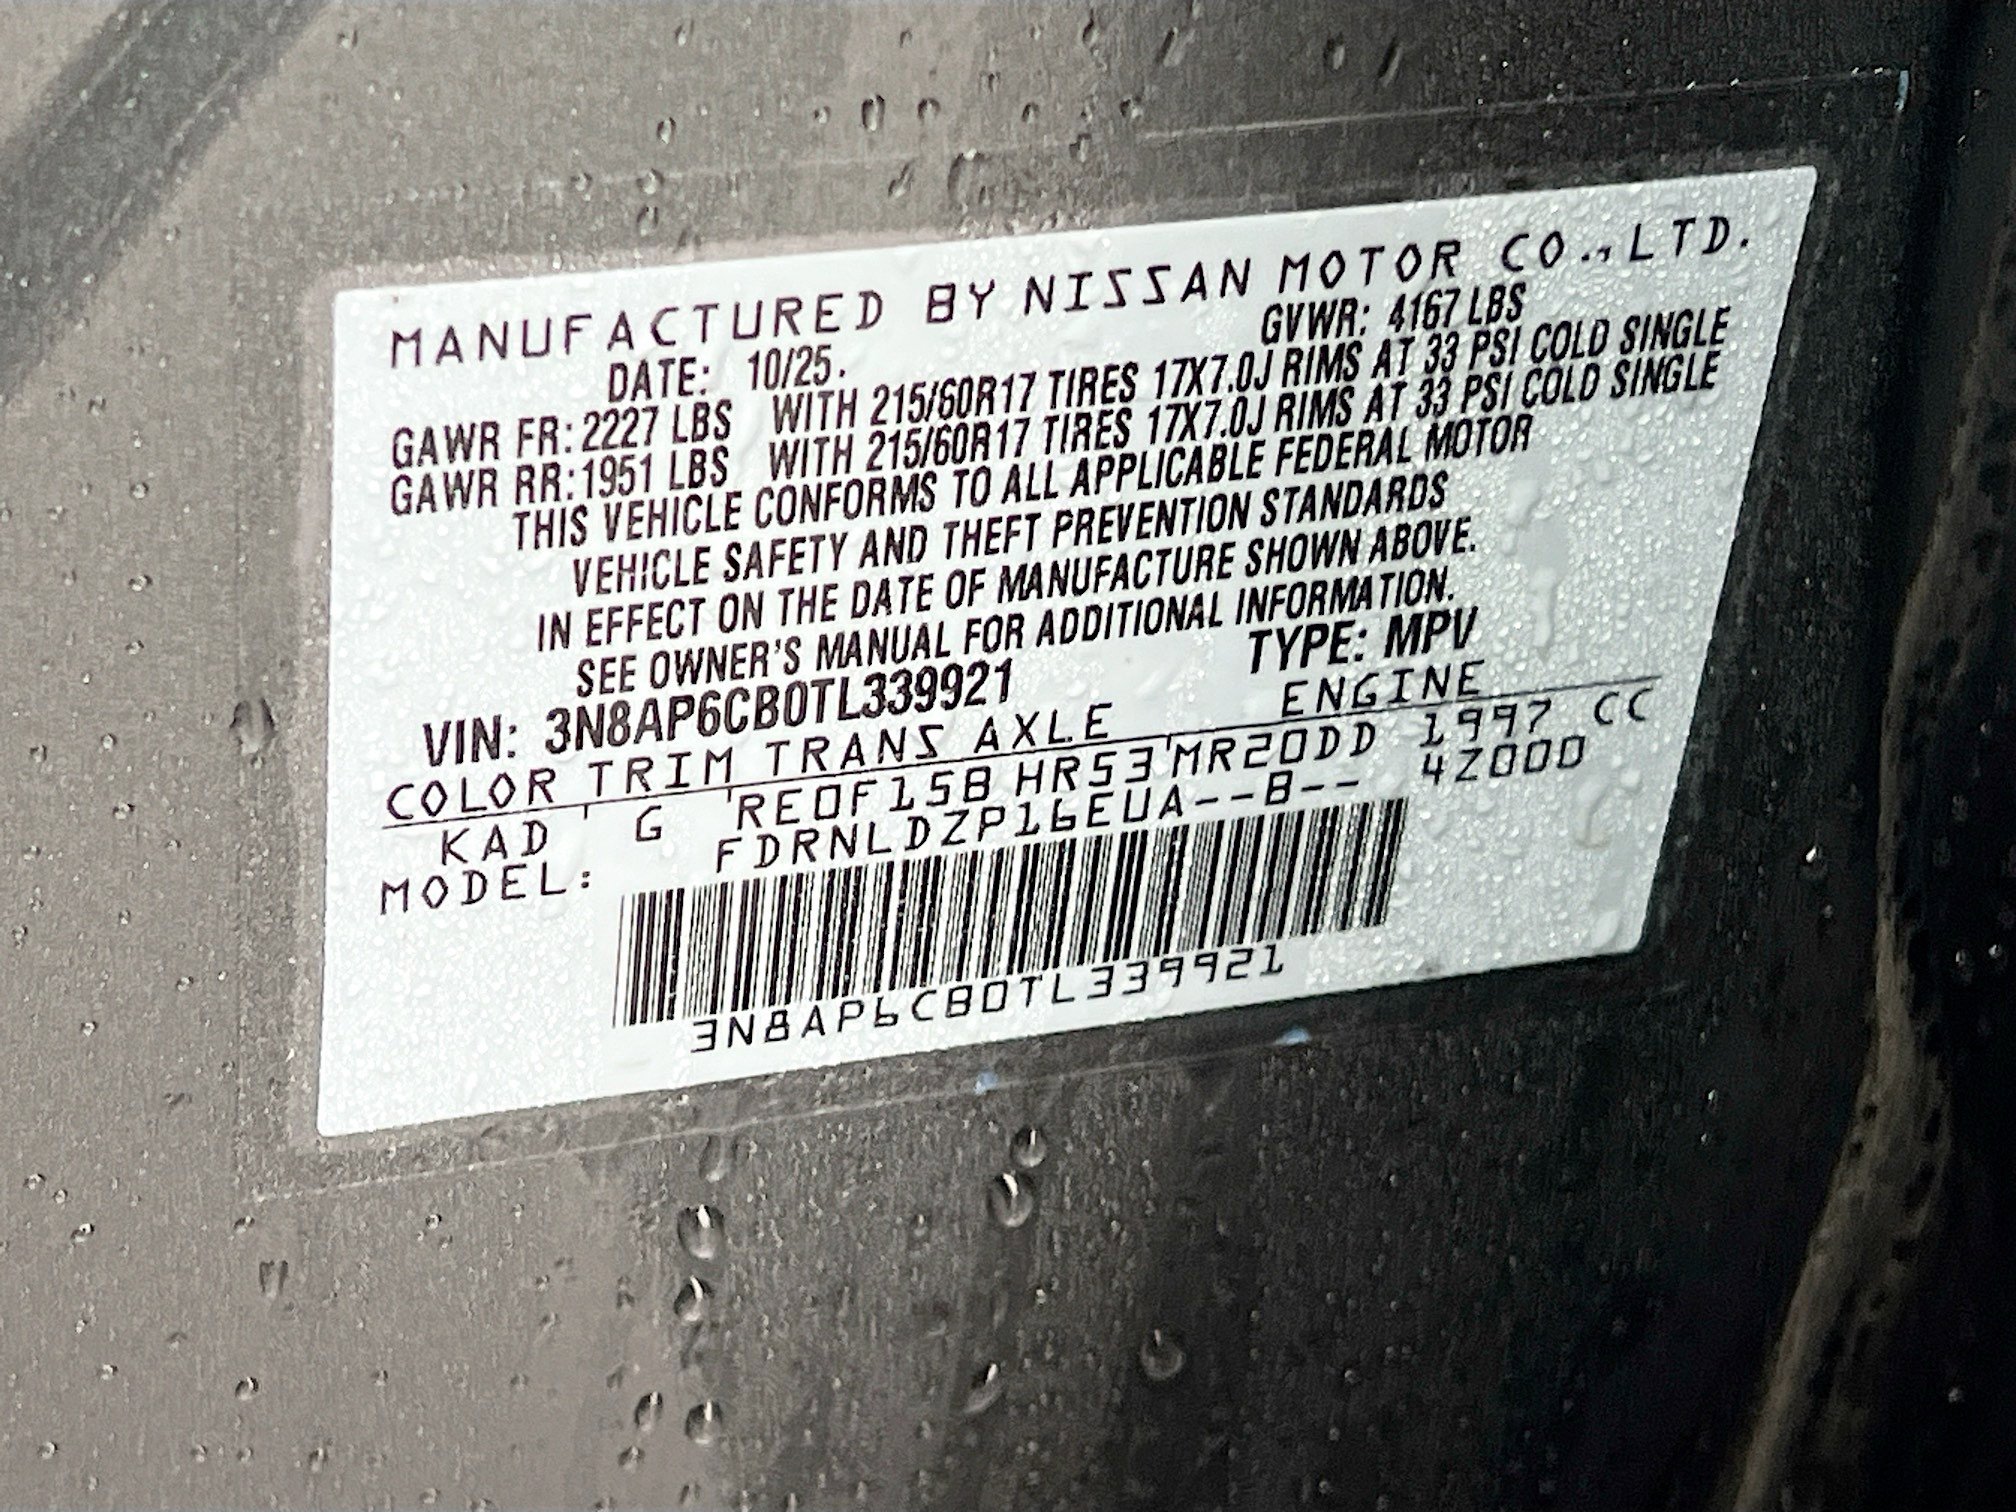 MANUFACTURED BY NISSAN MOTOR CO.,LTD.
DATE: 10/25. GVWR: 4167 LBS
GAWR FR:2227 LBS WITH 215/60R17 TIRES 17X7.0J RIMS AT 33 PSI COLD SINGLE
GAWR RR:1951 LBS WITH 215/60R17 TIRES 17X7.0J RIMS AT 33 PSI COLD SINGLE
THIS VEHICLE CONFORMS TO ALL APPLICABLE FEDERAL MOTOR
VEHICLE SAFETY AND THEFT PREVENTION STANDARDS
IN EFFECT ON THE DATE OF MANUFACTURE SHOWN ABOVE.
SEE OWNER'S MANUAL FOR ADDITIONAL INFORMATION.
VIN: 3N8AP6CB0TL339921 TYPE: MPV
COLOR TRIM TRANS AXLE ENGINE
KAD G RE0F15B HR53 MR20DD 1997 CC
MODEL: FDRNLDZP16EUA--B-- 4Z000
3N8AP6CB0TL339921